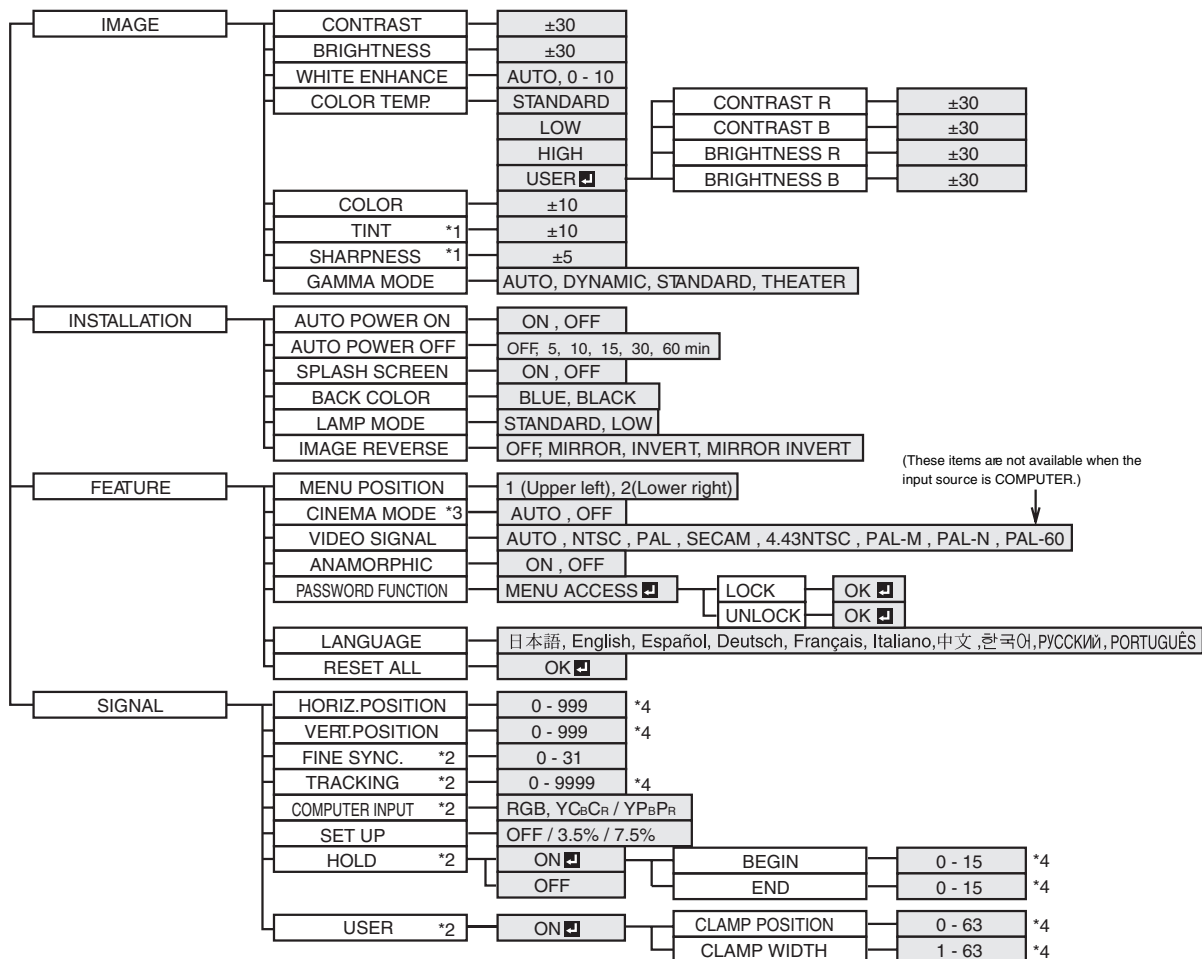 IMAGE CONTRAST ±30
BRIGHTNESS ±30
WHITE ENHANCE AUTO, 0 - 10
COLOR TEMP. STANDARD CONTRAST R ±30
LOW CONTRAST B ±30
HIGH BRIGHTNESS R ±30
USER BRIGHTNESS B ±30
COLOR ±10
TINT *1 ±10
SHARPNESS *1 ±5
GAMMA MODE AUTO, DYNAMIC, STANDARD, THEATER
INSTALLATION AUTO POWER ON ON , OFF
AUTO POWER OFF OFF, 5, 10, 15, 30, 60 min
SPLASH SCREEN ON , OFF
BACK COLOR BLUE, BLACK
LAMP MODE STANDARD, LOW
IMAGE REVERSE OFF, MIRROR, INVERT, MIRROR INVERT
(These items are not available when the
input source is COMPUTER.)
FEATURE MENU POSITION 1 (Upper left), 2(Lower right)
CINEMA MODE *3 AUTO , OFF
VIDEO SIGNAL AUTO , NTSC , PAL , SECAM , 4.43NTSC , PAL-M , PAL-N , PAL-60
ANAMORPHIC ON , OFF
PASSWORD FUNCTION MENU ACCESS LOCK OK
UNLOCK OK
LANGUAGE 日本語, English, Español, Deutsch, Français, Italiano,中文 ,한국어,РУССКИЙ, PORTUGUÊS
RESET ALL OK
SIGNAL HORIZ.POSITION 0 - 999 *4
VERT.POSITION 0 - 999 *4
FINE SYNC. *2 0 - 31
TRACKING *2 0 - 9999 *4
COMPUTER INPUT *2 RGB, YCBCR / YPBPR
SET UP OFF / 3.5% / 7.5%
HOLD *2 ON BEGIN 0 - 15 *4
OFF END 0 - 15 *4
USER *2 ON CLAMP POSITION 0 - 63 *4
CLAMP WIDTH 1 - 63 *4